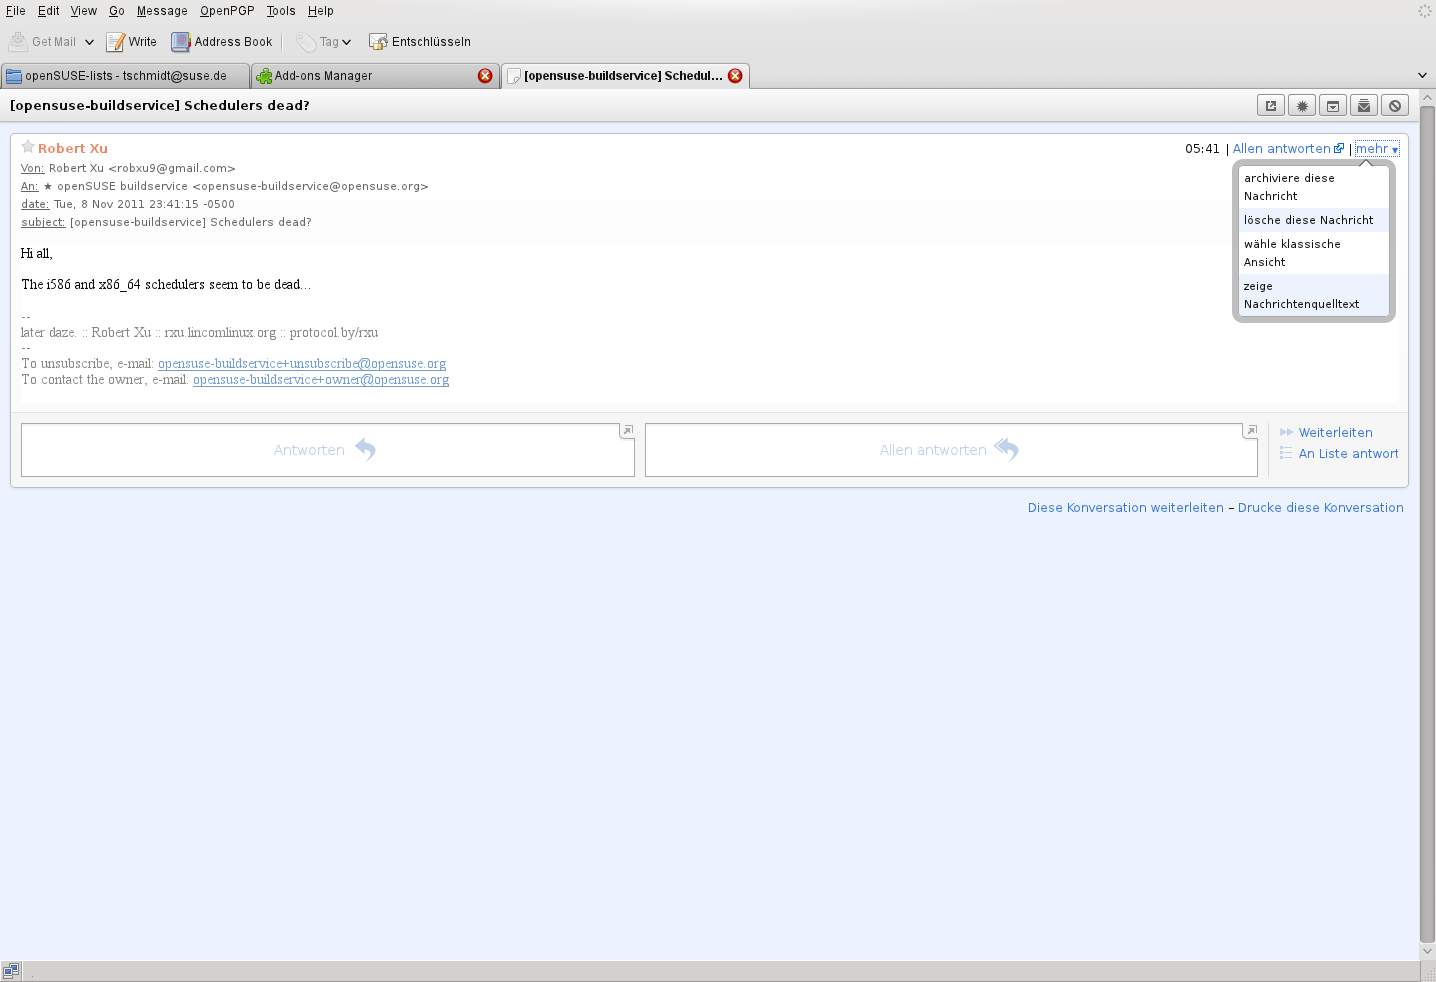 File Edit View Go Message OpenPGP Tools Help
Get Mail Write Address Book Tag Entschlüsseln
openSUSE-lists - tschmidt@suse.de Add-ons Manager [opensuse-buildservice] Schedul...
[opensuse-buildservice] Schedulers dead?
Robert Xu 05:41 | Allen antworten | mehr ▾
Von: Robert Xu <robxu9@gmail.com>
An: ★ openSUSE buildservice <opensuse-buildservice@opensuse.org>
date: Tue, 8 Nov 2011 23:41:15 -0500
subject: [opensuse-buildservice] Schedulers dead?
archiviere diese
Nachricht
lösche diese Nachricht
wähle klassische
Ansicht
zeige
Nachrichtenquelltext
Hi all,
The i586 and x86_64 schedulers seem to be dead...
--
later daze. :: Robert Xu :: rxu.lincomlinux.org :: protocol.by/rxu
--
To unsubscribe, e-mail: opensuse-buildservice+unsubscribe@opensuse.org
To contact the owner, e-mail: opensuse-buildservice+owner@opensuse.org
Antworten Allen antworten
Weiterleiten
An Liste antwort
Diese Konversation weiterleiten – Drucke diese Konversation